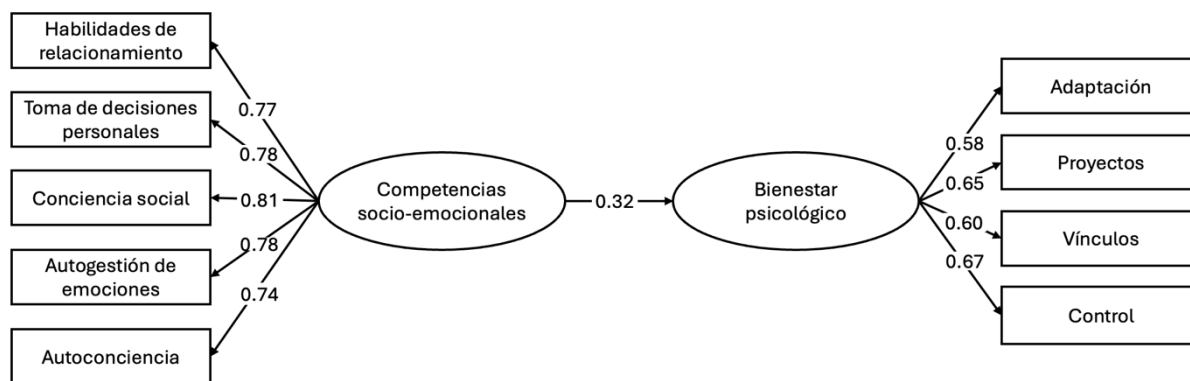 Habilidades de
relacionamiento
Toma de decisiones
personales
Conciencia social
Autogestión de
emociones
Autoconciencia
0.77
0.78
0.81
0.78
0.74
Competencias
socio-emocionales
0.32
Bienestar
psicológico
0.58
0.65
0.60
0.67
Adaptación
Proyectos
Vínculos
Control